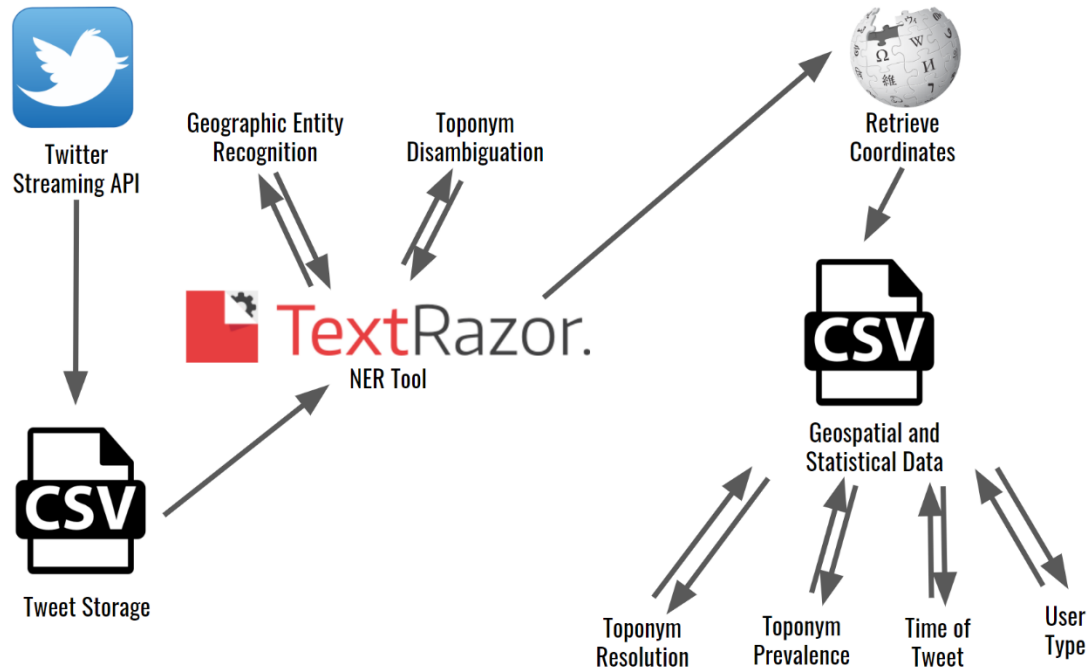 Twitter
Streaming API
Geographic Entity
Recognition
Toponym
Disambiguation
Ω
W
И
維
Retrieve
Coordinates
TextRazor.
NER Tool
CSV
Tweet Storage
CSV
Geospatial and
Statistical Data
Toponym
Resolution
Toponym
Prevalence
Time of
Tweet
User
Type